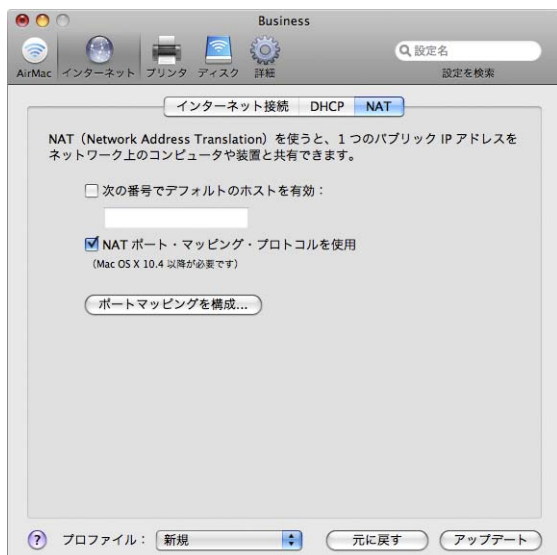 Business
設定名
AirMac インターネット プリンタ ディスク 詳細 設定を検索
インターネット接続 DHCP NAT
NAT（Network Address Translation）を使うと、1 つのパブリック IP アドレスを
ネットワーク上のコンピュータや装置と共有できます。
次の番号でデフォルトのホストを有効：
NAT ポート・マッピング・プロトコルを使用
（Mac OS X 10.4 以降が必要です）
ポートマッピングを構成...
? プロファイル： 新規 元に戻す アップデート